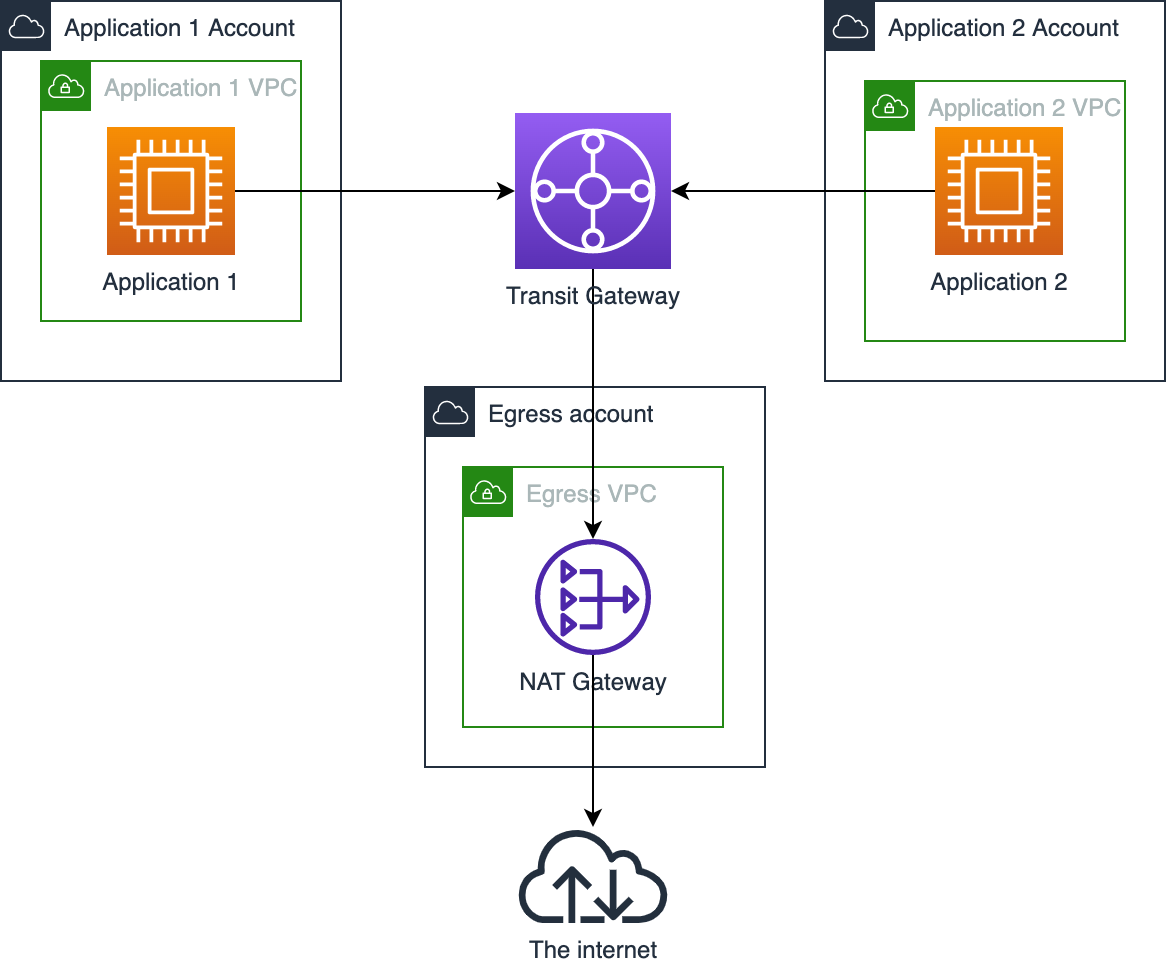 Application 1 Account
Application 2 Account
Application 1 VPC
Application 2 VPC
Application 1
Application 2
Transit Gateway
Egress account
Egress VPC
NAT Gateway
The internet